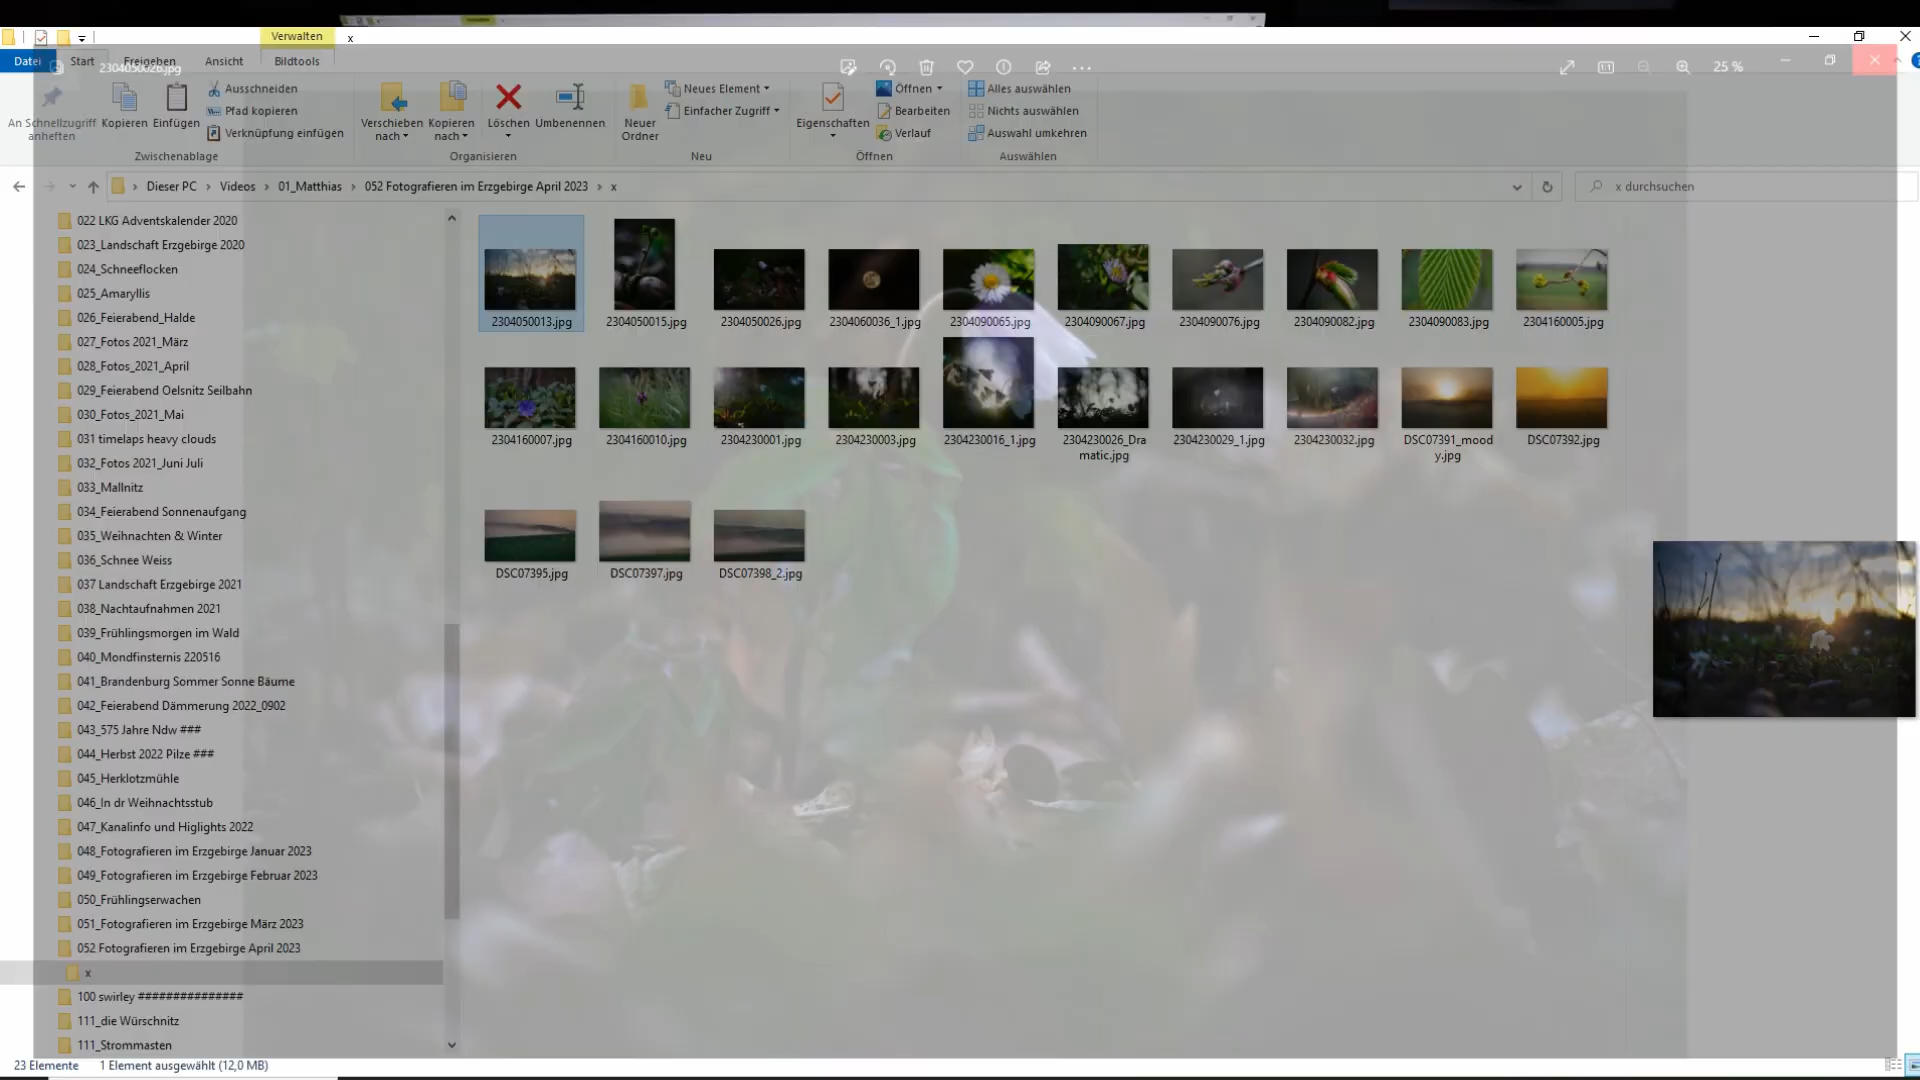 Verwalten
x
Datei
Start
Freigeben
Ansicht
Bildtools
2304050026.jpg
25 %
An Schnellzugriff
anheften
Kopieren
Einfügen
Ausschneiden
Pfad kopieren
Verknüpfung einfügen
Zwischenablage
Verschieben
nach
Kopieren
nach
Löschen
Umbenennen
Organisieren
Neuer
Ordner
Neues Element
Einfacher Zugriff
Neu
Eigenschaften
Öffnen
Bearbeiten
Verlauf
Öffnen
Alles auswählen
Nichts auswählen
Auswahl umkehren
Auswählen
Dieser PC › Videos › 01_Matthias › 052 Fotografieren im Erzgebirge April 2023 › x
x durchsuchen
022 LKG Adventskalender 2020
023_Landschaft Erzgebirge 2020
024_Schneeflocken
025_Amaryllis
026_Feierabend_Halde
027_Fotos 2021_März
028_Fotos_2021_April
029_Feierabend Oelsnitz Seilbahn
030_Fotos_2021_Mai
031 timelaps heavy clouds
032_Fotos 2021_Juni Juli
033_Mallnitz
034_Feierabend Sonnenaufgang
035_Weihnachten & Winter
036_Schnee Weiss
037 Landschaft Erzgebirge 2021
038_Nachtaufnahmen 2021
039_Frühlingsmorgen im Wald
040_Mondfinsternis 220516
041_Brandenburg Sommer Sonne Bäume
042_Feierabend Dämmerung 2022_0902
043_575 Jahre Ndw ###
044_Herbst 2022 Pilze ###
045_Herklotzmühle
046_In dr Weihnachtsstub
047_Kanalinfo und Higlights 2022
048_Fotografieren im Erzgebirge Januar 2023
049_Fotografieren im Erzgebirge Februar 2023
050_Frühlingserwachen
051_Fotografieren im Erzgebirge März 2023
052 Fotografieren im Erzgebirge April 2023
x
100 swirley ###############
111_die Würschnitz
111_Strommasten
2304050013.jpg
2304050015.jpg
2304050026.jpg
2304060036_1.jpg
2304090065.jpg
2304090067.jpg
2304090076.jpg
2304090082.jpg
2304090083.jpg
2304160005.jpg
2304160007.jpg
2304160010.jpg
2304230001.jpg
2304230003.jpg
2304230016_1.jpg
2304230026_Dra
matic.jpg
2304230029_1.jpg
2304230032.jpg
DSC07391_mood
y.jpg
DSC07392.jpg
DSC07395.jpg
DSC07397.jpg
DSC07398_2.jpg
23 Elemente
1 Element ausgewählt (12,0 MB)